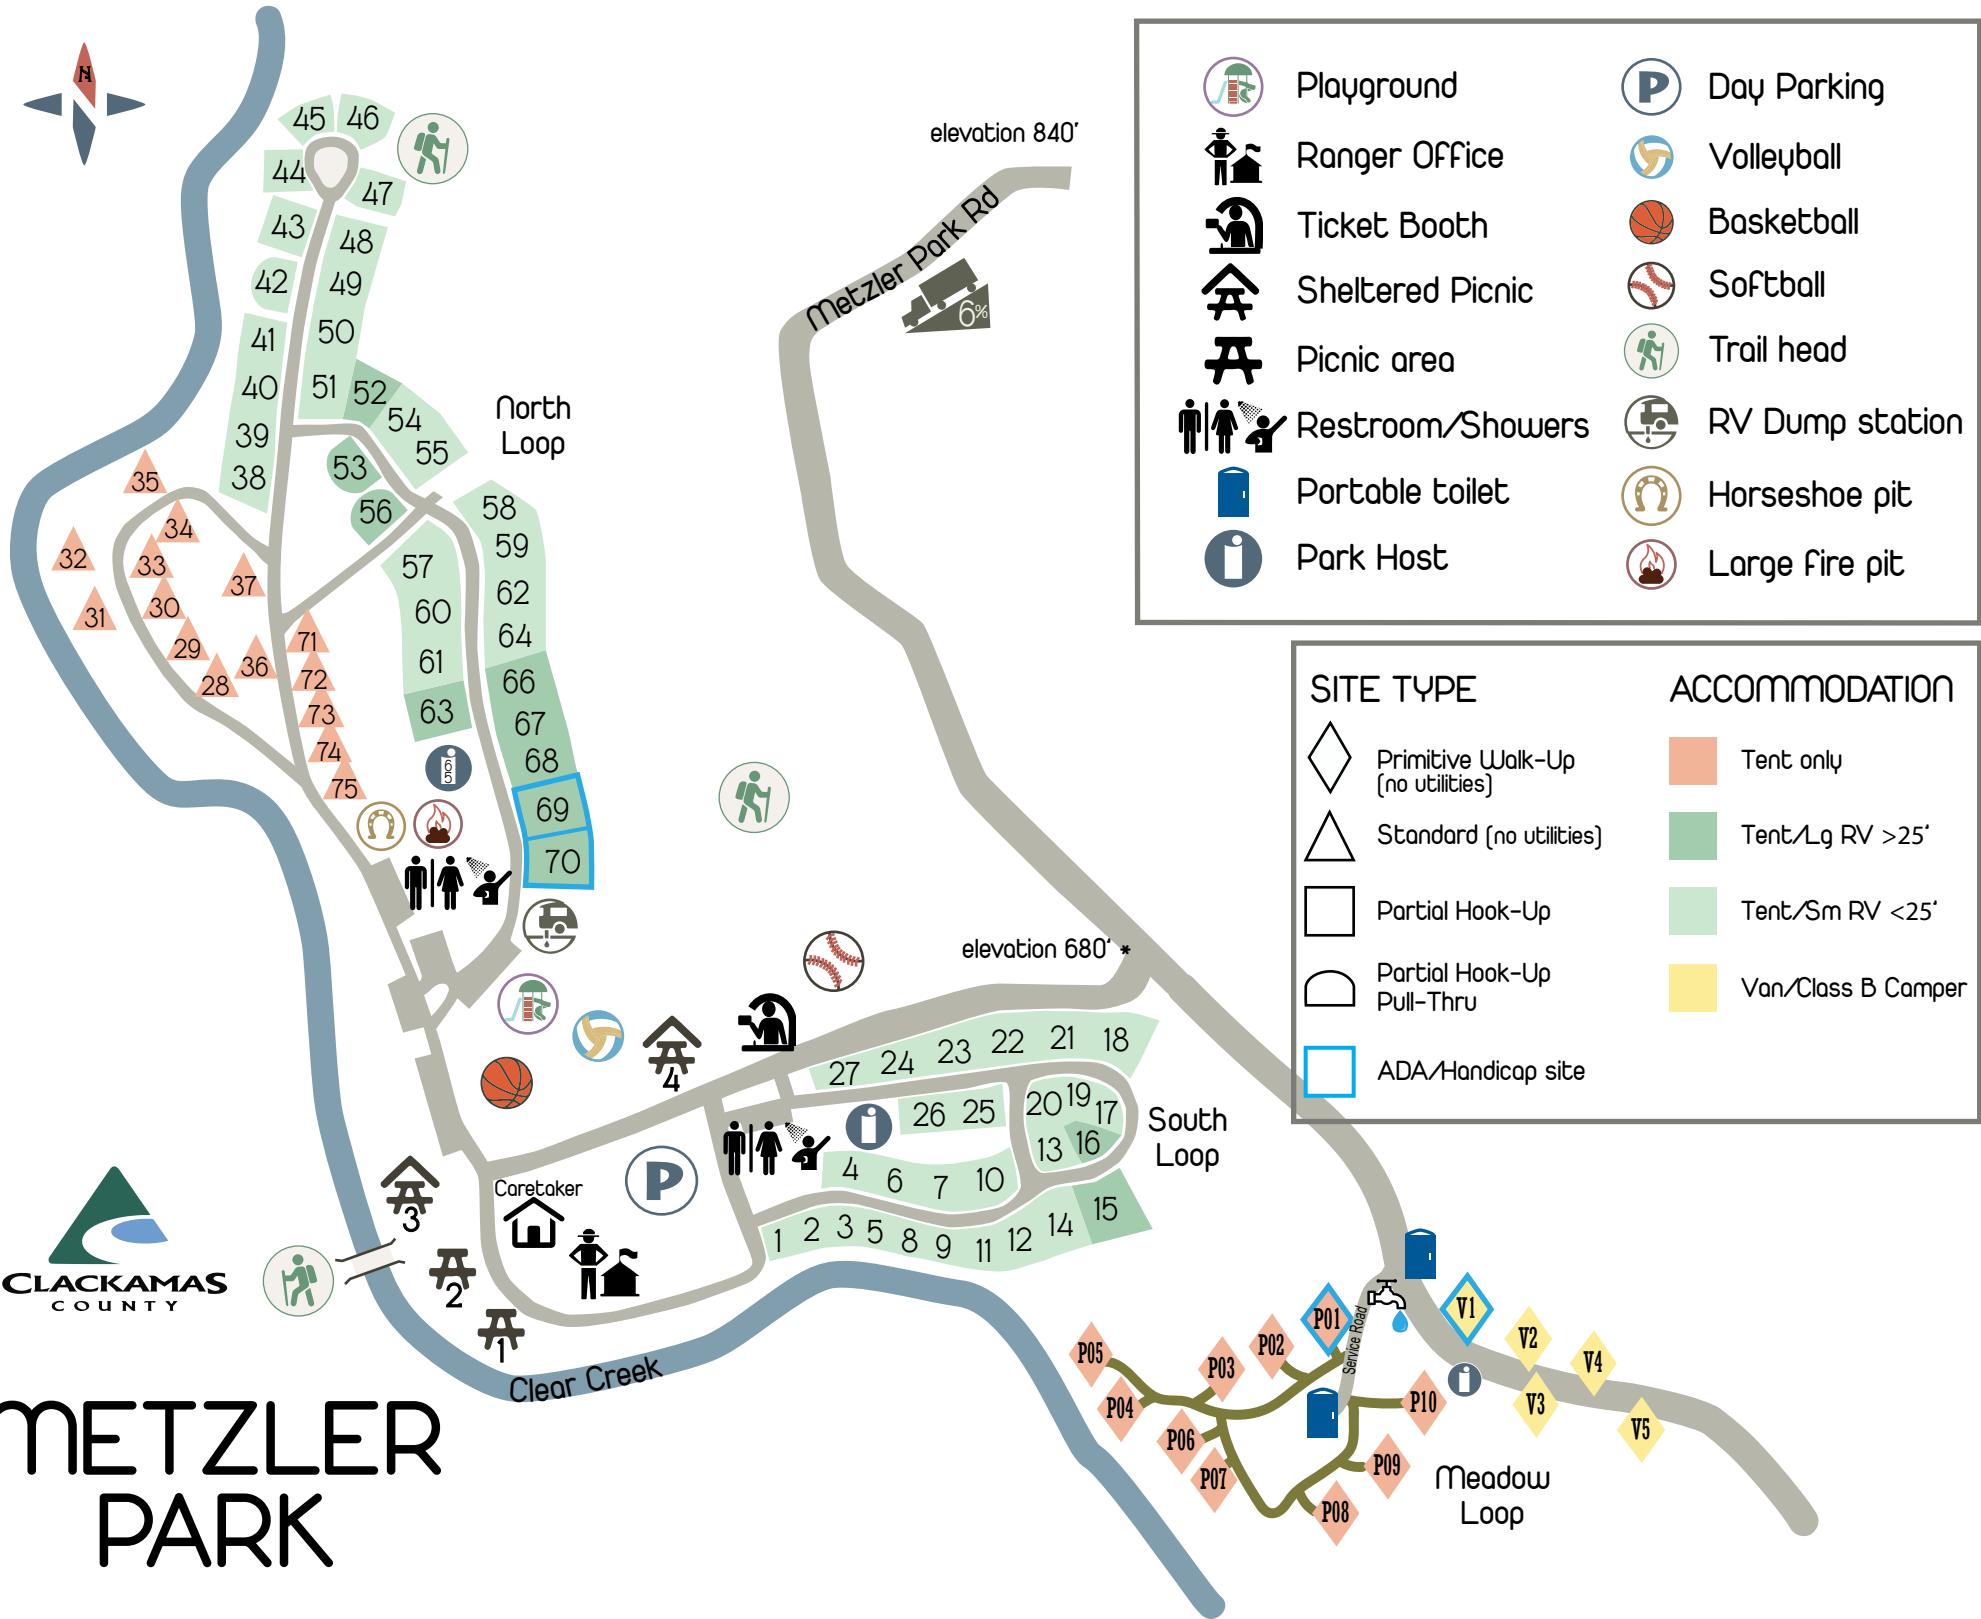 N
elevation 840'
Metzler Park Rd
6%
Playground
Ranger Office
Ticket Booth
Sheltered Picnic
Picnic area
Restroom/Showers
Portable toilet
Park Host
P
Day Parking
Volleyball
Basketball
Softball
Trail head
RV Dump station
Horseshoe pit
Large fire pit
SITE TYPE
Primitive Walk-Up
(no utilities)
Standard (no utilities)
Partial Hook-Up
Partial Hook-Up
Pull-Thru
ADA/Handicap site
ACCOMMODATION
Tent only
Tent/Lg RV >25'
Tent/Sm RV <25'
Van/Class B Camper
45
46
44
47
43
48
42
49
41
50
40
51
52
54
39
55
38
53
56
North
Loop
35
34
32
33
37
31
30
29
36
28
71
72
73
74
75
58
59
57
62
60
64
61
66
63
67
68
65
69
70
elevation 680' *
27
24
23
22
21
18
26
25
20
19
17
13
16
4
6
7
10
15
1
2
3
5
8
9
11
12
14
South
Loop
4
P
Caretaker
3
2
1
Clear Creek
CLACKAMAS
COUNTY
METZLER
PARK
Service Road
P01
P02
P03
P05
P04
P06
P07
P10
P09
P08
V1
V2
V4
V3
V5
Meadow
Loop